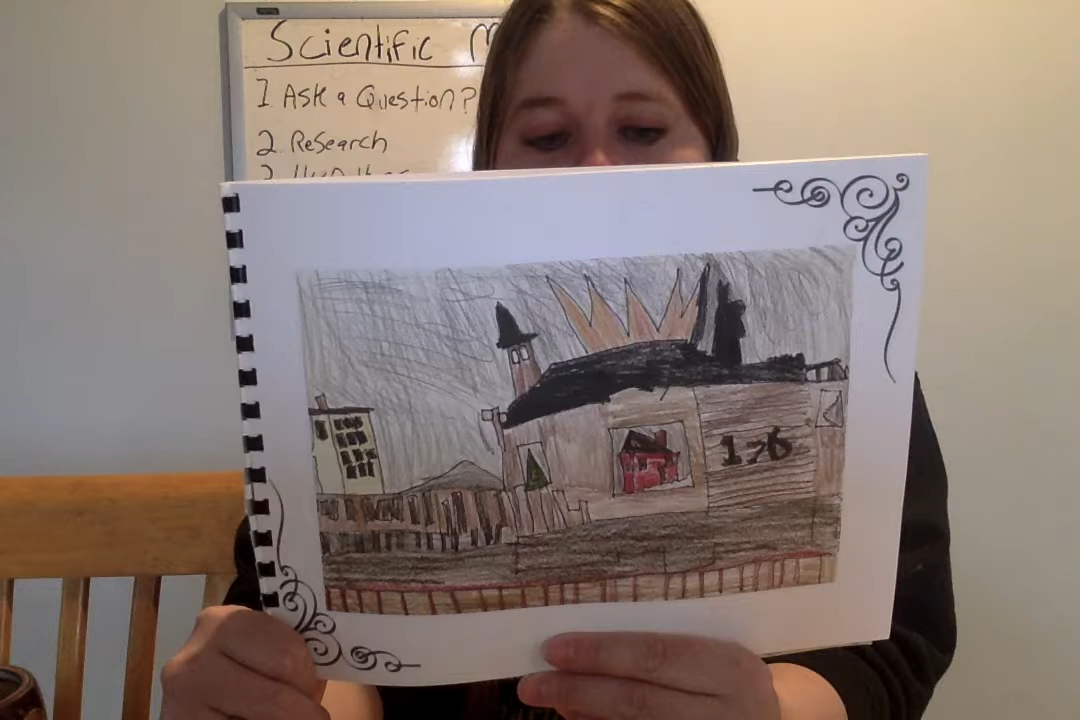 Scientific
1. Ask a Question?
2. Research
176